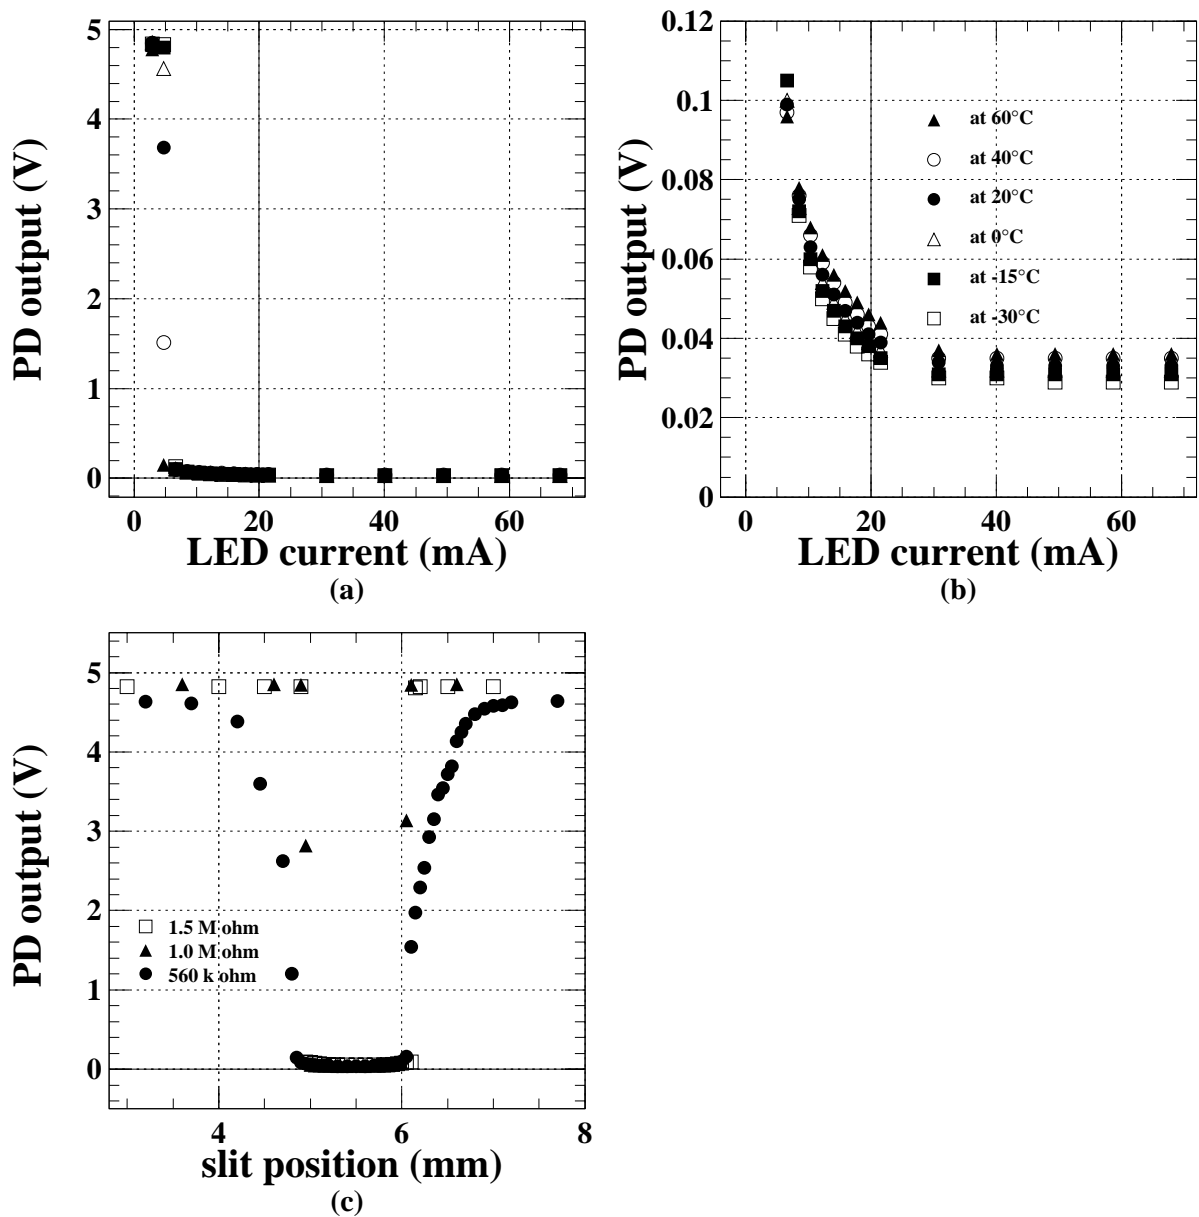 5
4
3
2
1
0
PD output (V)
0 20 40 60
LED current (mA)
(a)
0.12
0.1
0.08
0.06
0.04
0.02
0
PD output (V)
at 60°C
at 40°C
at 20°C
at 0°C
at -15°C
at -30°C
0 20 40 60
LED current (mA)
(b)
5
4
3
2
1
0
PD output (V)
1.5 M ohm
1.0 M ohm
560 k ohm
4 6 8
slit position (mm)
(c)